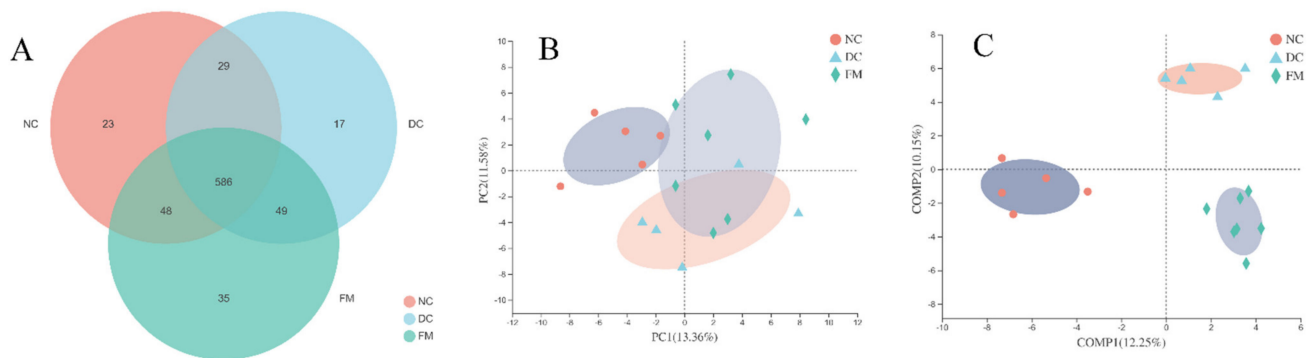 A
NC
23
29
17
DC
586
48
49
35
FM
NC
DC
FM
B
NC
DC
FM
10
8
6
4
2
0
-2
-4
-6
-8
-10
PC2(11.58%)
-12 -10 -8 -6 -4 -2 0 2 4 6 8 10 12
PC1(13.36%)
C
NC
DC
FM
8
6
4
2
0
-2
-4
-6
-8
COMP2(10.15%)
-10 -8 -6 -4 -2 0 2 4 6
COMP1(12.25%)